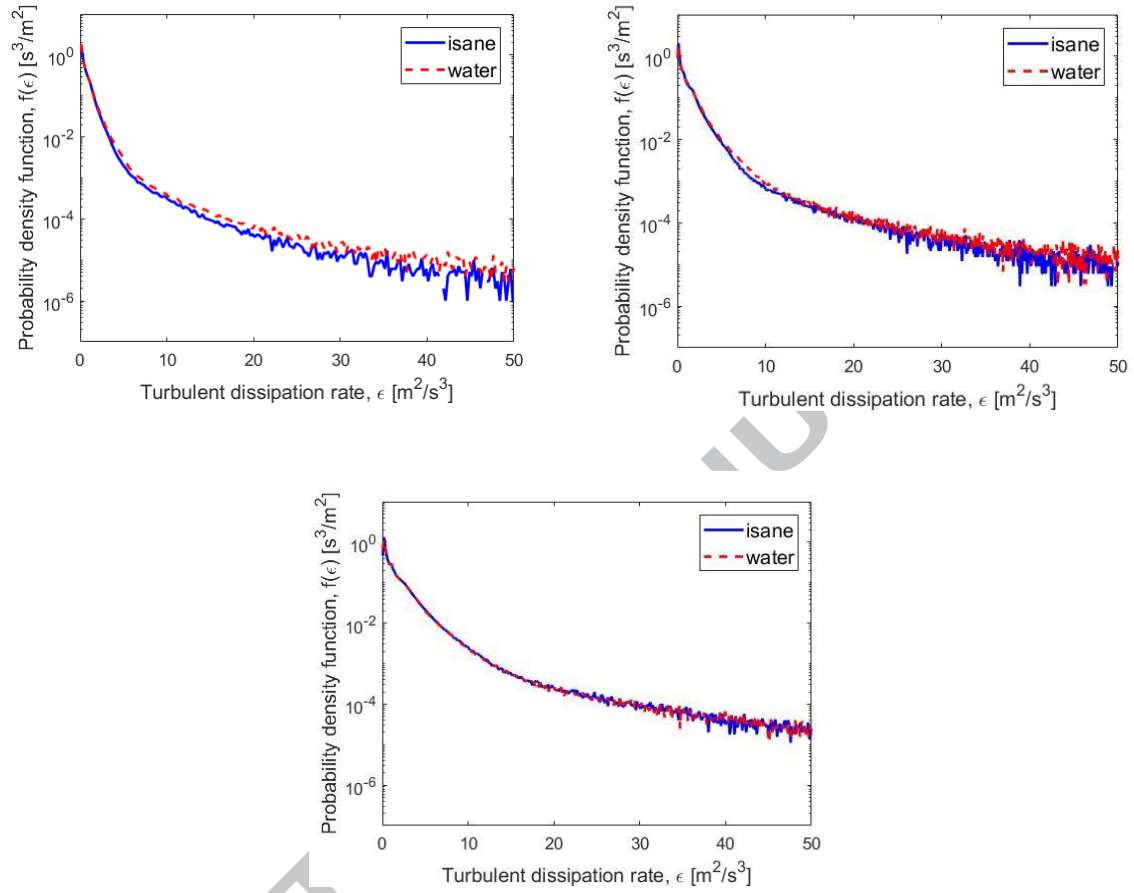 Probability density function, f(ϵ) [s³/m²]
10⁰
10⁻²
10⁻⁴
10⁻⁶
isane
water
0 10 20 30 40 50
Turbulent dissipation rate, ϵ [m²/s³]
Probability density function, f(ϵ) [s³/m²]
10⁰
10⁻²
10⁻⁴
10⁻⁶
isane
water
0 10 20 30 40 50
Turbulent dissipation rate, ϵ [m²/s³]
Probability density function, f(ϵ) [s³/m²]
10⁰
10⁻²
10⁻⁴
10⁻⁶
isane
water
0 10 20 30 40 50
Turbulent dissipation rate, ϵ [m²/s³]